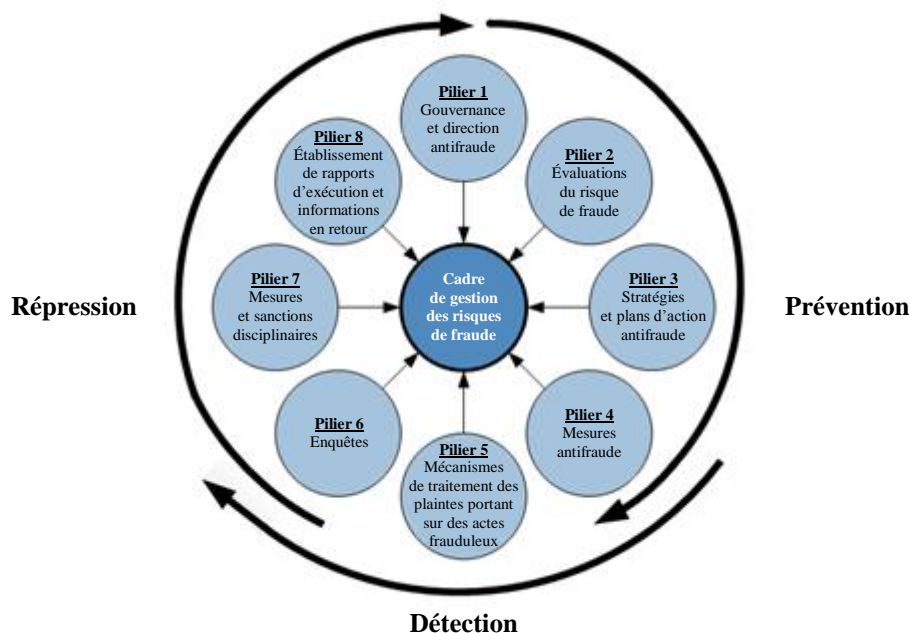 Pilier 1
Gouvernance
et direction
antifraude
Pilier 2
Évaluations
du risque
de fraude
Pilier 3
Stratégies
et plans d’action
antifraude
Pilier 4
Mesures
antifraude
Pilier 5
Mécanismes
de traitement des
plaintes portant
sur des actes
frauduleux
Pilier 6
Enquêtes
Pilier 7
Mesures
et sanctions
disciplinaires
Pilier 8
Établissement
de rapports
d’exécution et
informations
en retour
Cadre
de gestion
des risques
de fraude
Répression
Prévention
Détection